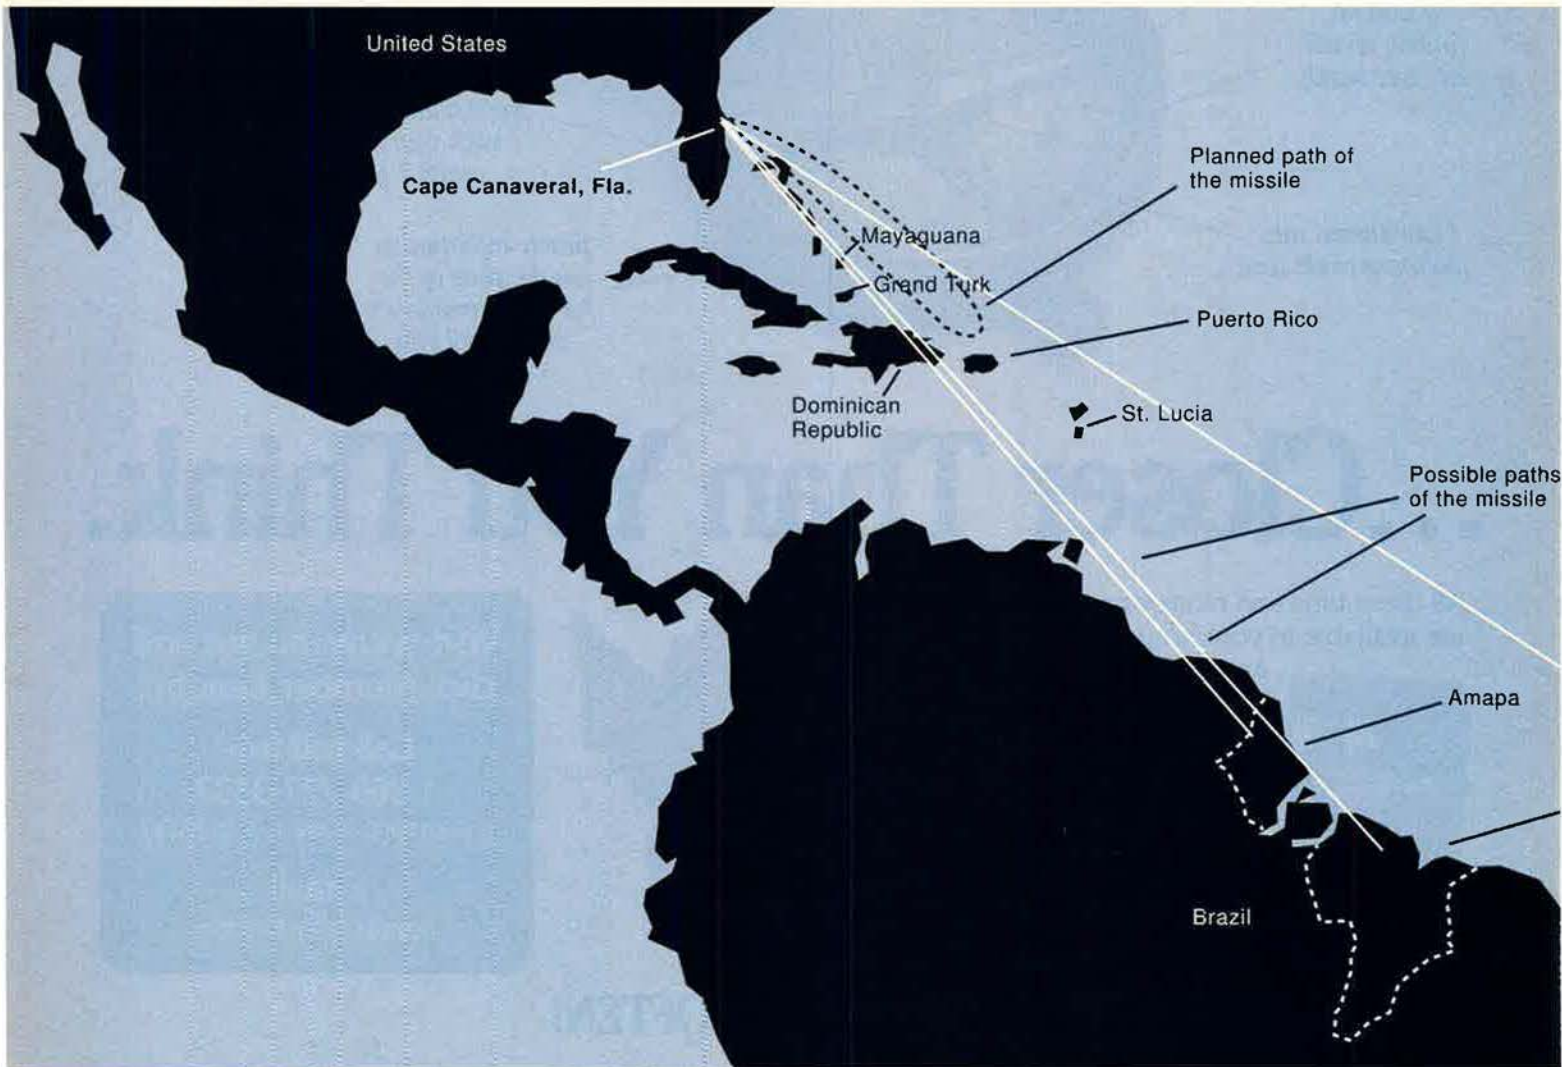 United States
Cape Canaveral, Fla.
Planned path of
the missile
Mayaguana
Grand Turk
Puerto Rico
Dominican
Republic
St. Lucia
Possible paths
of the missile
Amapa
Brazil